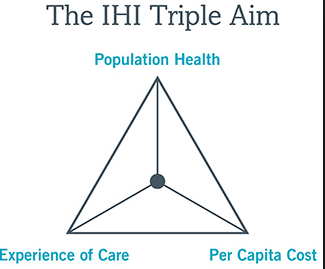 The IHI Triple Aim
Population Health
Experience of Care
Per Capita Cost